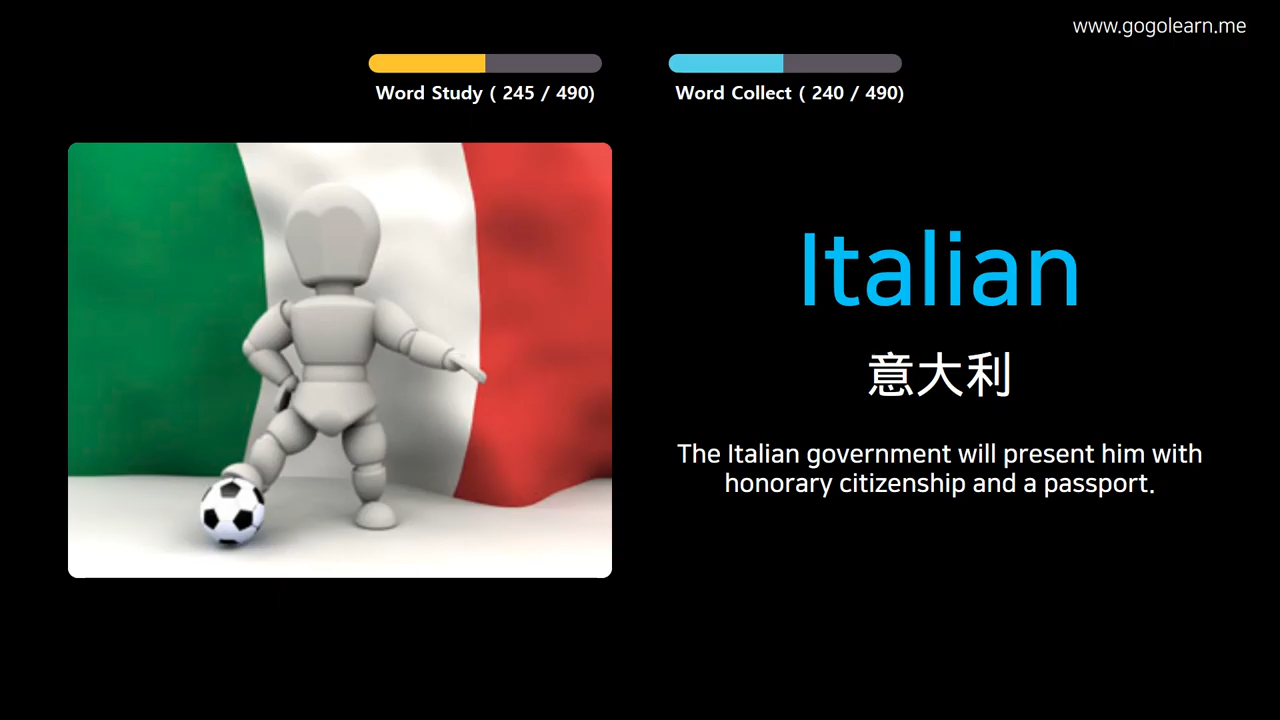 www.gogolearn.me
Word Study ( 245 / 490)
Word Collect ( 240 / 490)
Italian
意大利
The Italian government will present him with
honorary citizenship and a passport.